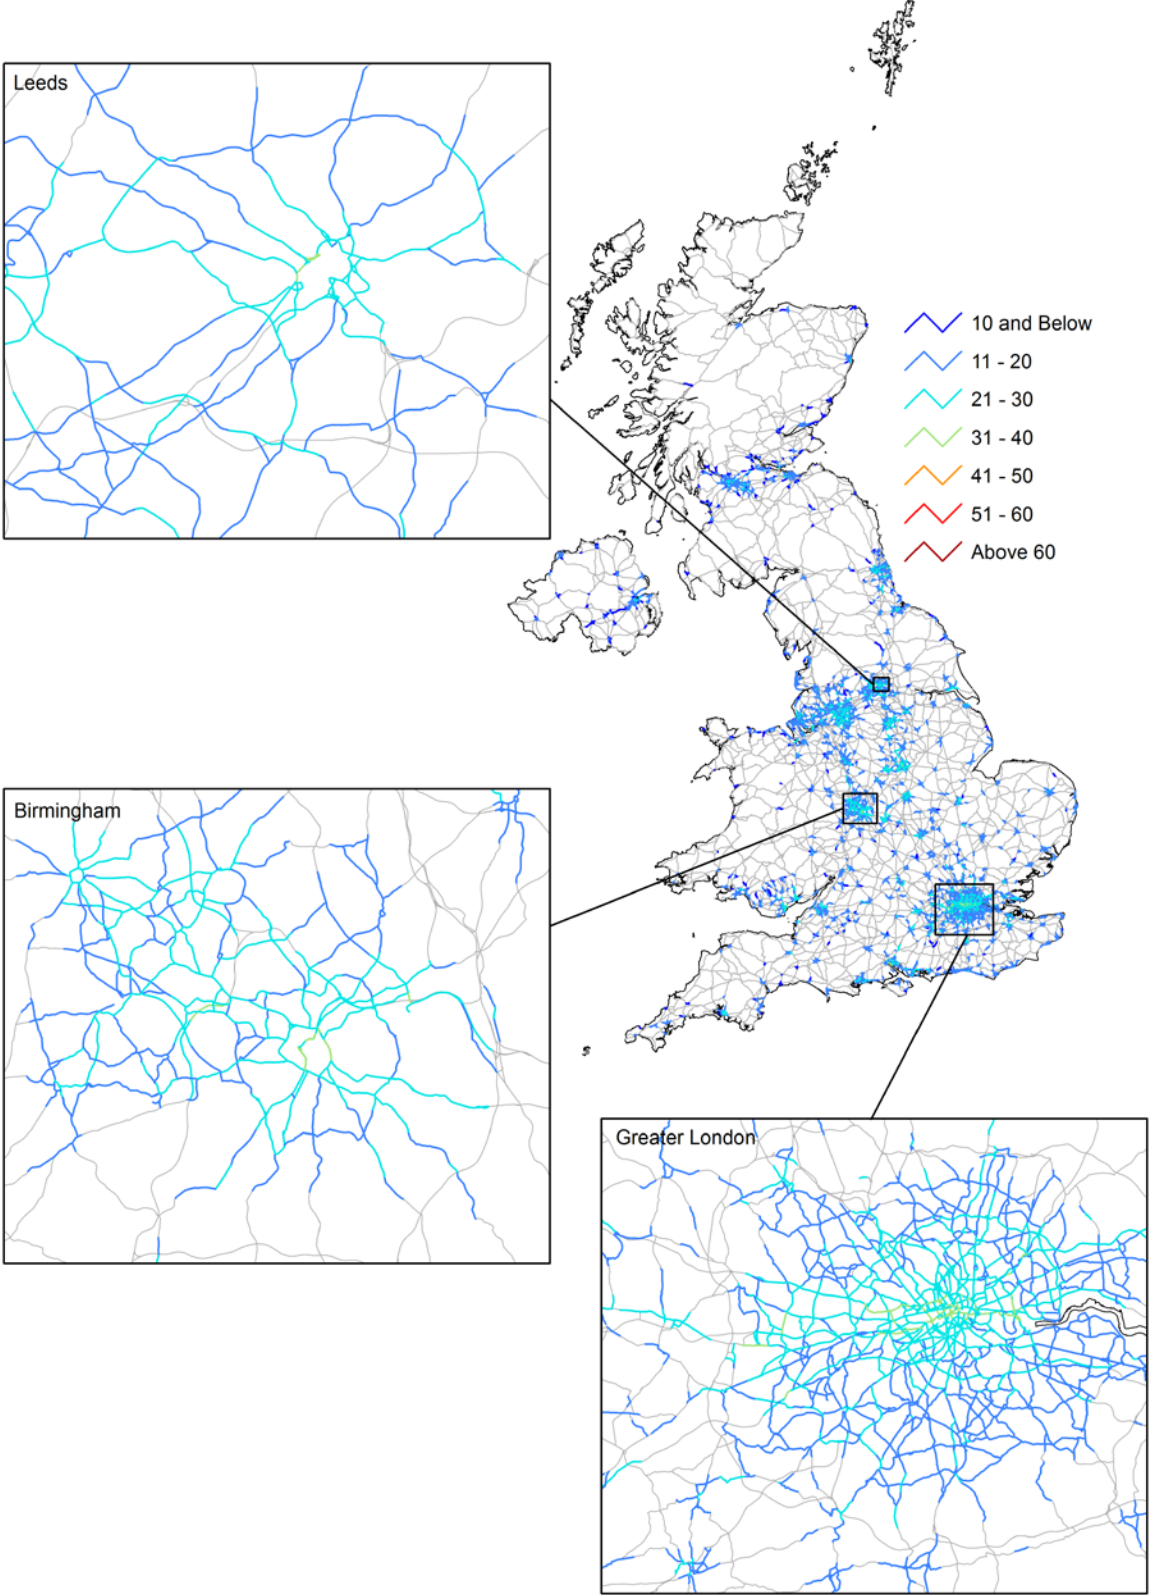 Leeds
10 and Below
11 - 20
21 - 30
31 - 40
41 - 50
51 - 60
Above 60
Birmingham
Greater London